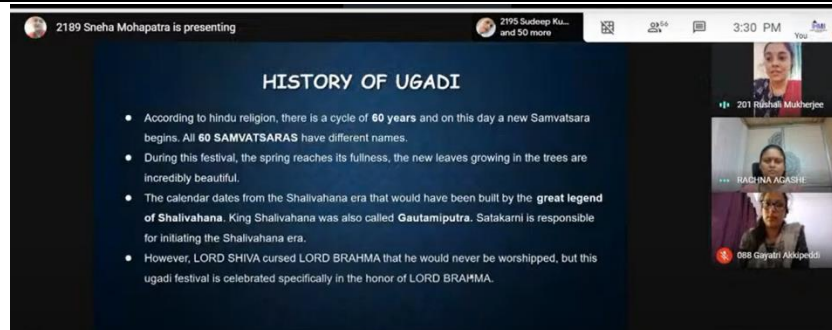 2189 Sneha Mohapatra is presenting
2195 Sudeep Ku...
and 50 more
56
3:30 PM
You
HISTORY OF UGADI
• According to hindu religion, there is a cycle of 60 years and on this day a new Samvatsara
begins. All 60 SAMVATSARAS have different names.
• During this festival, the spring reaches its fullness, the new leaves growing in the trees are
incredibly beautiful.
• The calendar dates from the Shalivahana era that would have been built by the great legend
of Shalivahana. King Shalivahana was also called Gautamiputra. Satakarni is responsible
for initiating the Shalivahana era.
• However, LORD SHIVA cursed LORD BRAHMA that he would never be worshipped, but this
ugadi festival is celebrated specifically in the honor of LORD BRAHMA.
201 Rushali Mukherjee
RACHNA AGASHE
088 Gayatri Akkipeddi